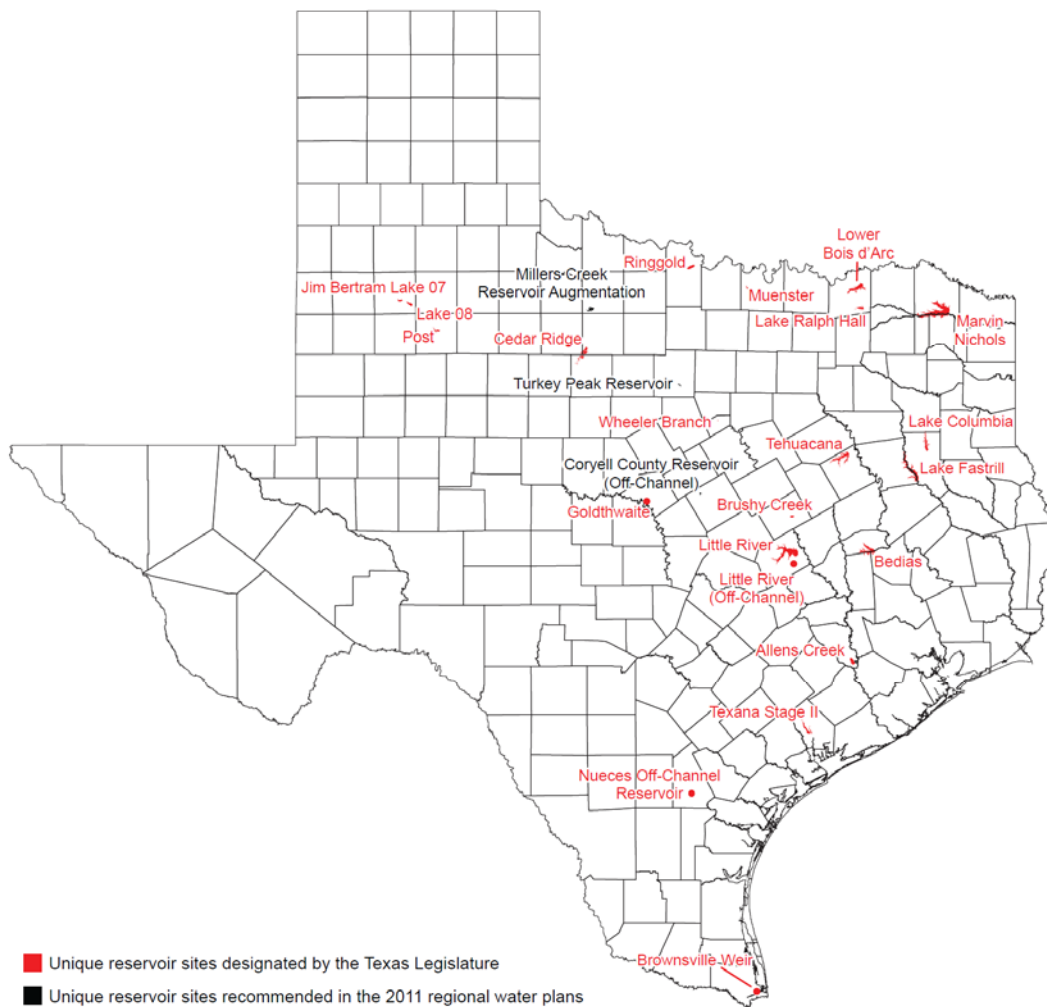 Lower
Bois d'Arc
Ringgold
Millers Creek
Reservoir Augmentation
Jim Bertram Lake 07
Muenster
Lake 08
Lake Ralph Hall
Marvin
Nichols
Post
Cedar Ridge
Turkey Peak Reservoir
Wheeler Branch
Lake Columbia
Tehuacana
Coryell County Reservoir
(Off-Channel)
Lake Fastrill
Goldthwaite
Brushy Creek
Little River
Bedias
Little River
(Off-Channel)
Allens Creek
Texana Stage II
Nueces Off-Channel
Reservoir
Brownsville Weir
Unique reservoir sites designated by the Texas Legislature
Unique reservoir sites recommended in the 2011 regional water plans